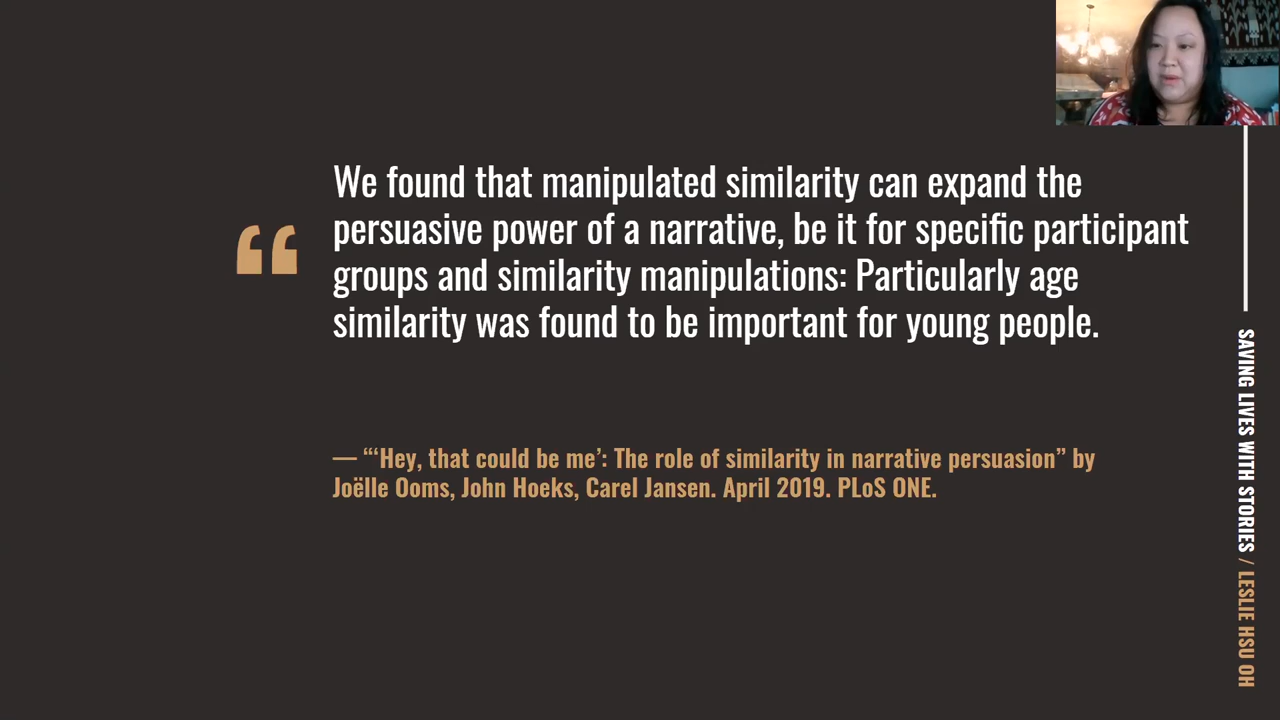 “
We found that manipulated similarity can expand the
persuasive power of a narrative, be it for specific participant
groups and similarity manipulations: Particularly age
similarity was found to be important for young people.
— “‘Hey, that could be me’: The role of similarity in narrative persuasion” by
Joëlle Ooms, John Hoeks, Carel Jansen. April 2019. PLoS ONE.
SAVING LIVES WITH STORIES / LESLIE HSU OH